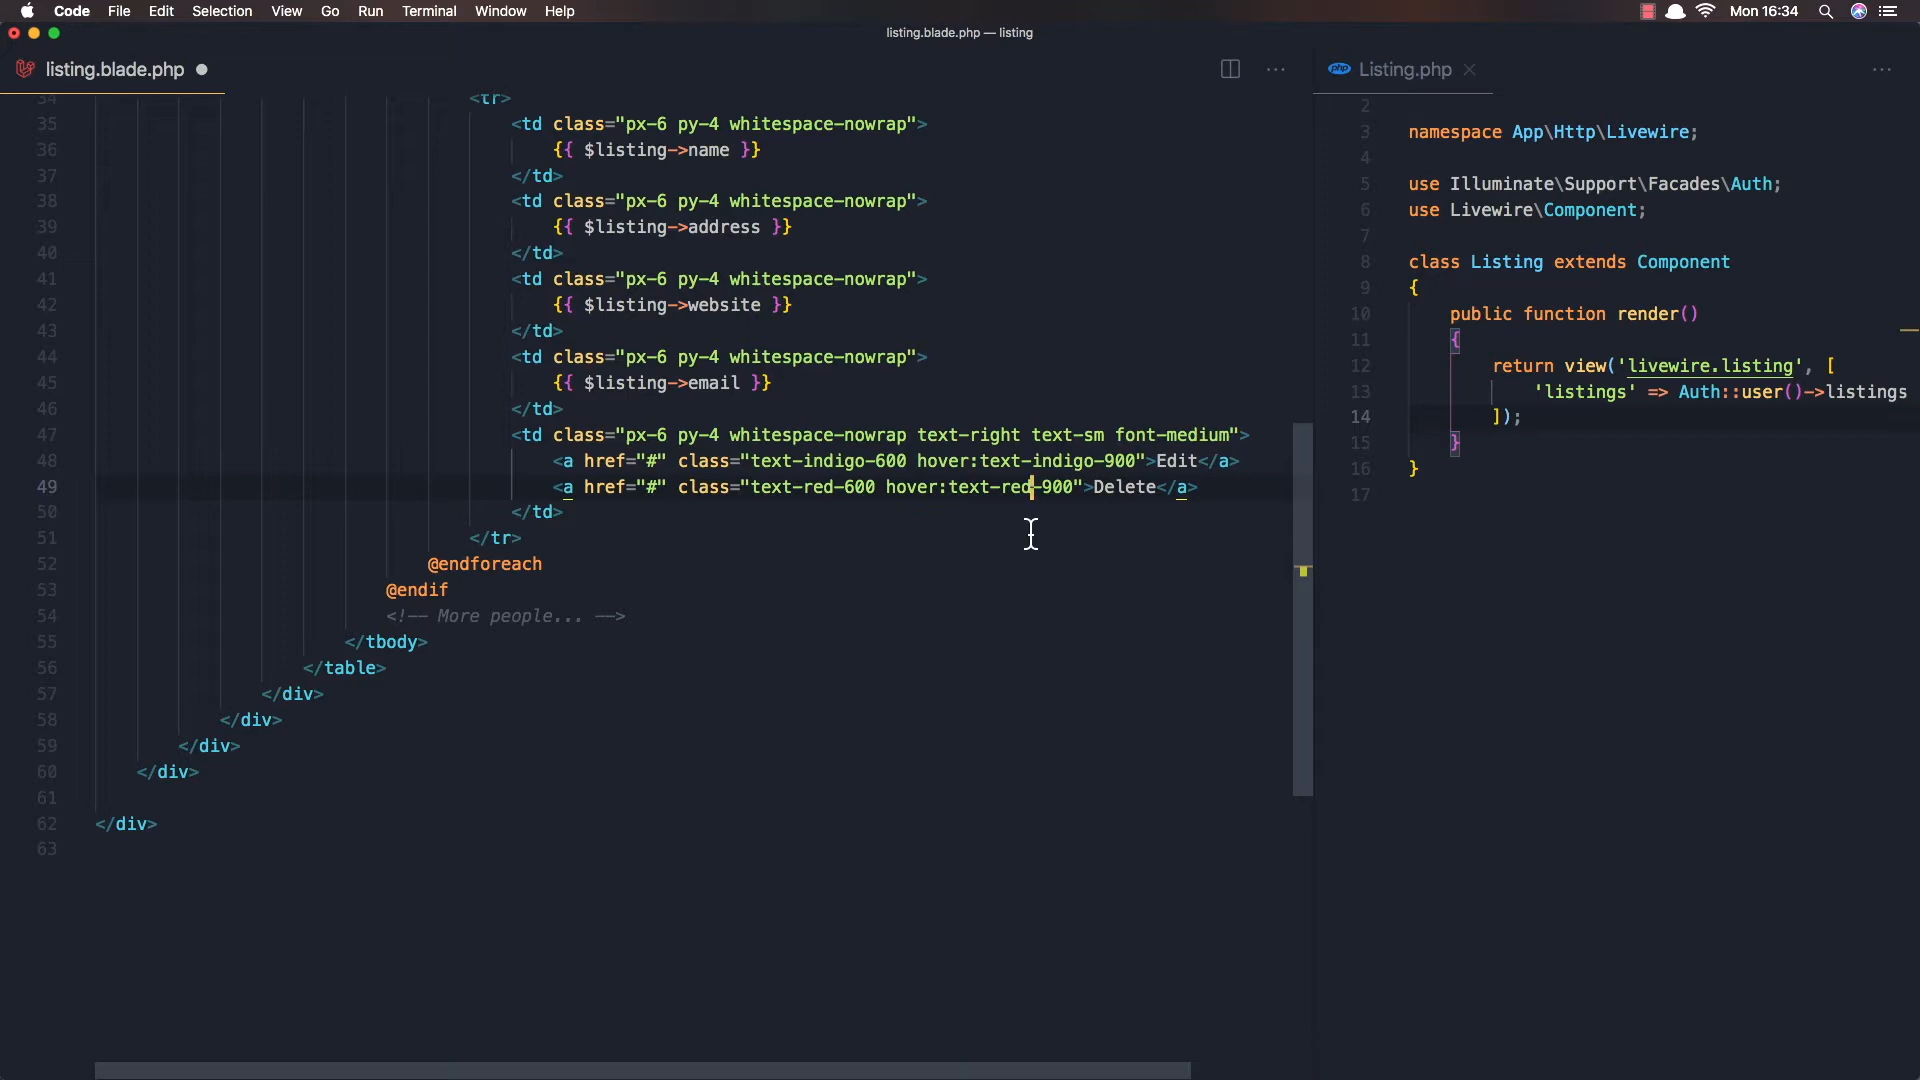 Code File Edit Selection View Go Run Terminal Window Help Mon 16:34
listing.blade.php — listing
listing.blade.php
34 <tr>
35 <td class="px-6 py-4 whitespace-nowrap">
36 {{ $listing->name }}
37 </td>
38 <td class="px-6 py-4 whitespace-nowrap">
39 {{ $listing->address }}
40 </td>
41 <td class="px-6 py-4 whitespace-nowrap">
42 {{ $listing->website }}
43 </td>
44 <td class="px-6 py-4 whitespace-nowrap">
45 {{ $listing->email }}
46 </td>
47 <td class="px-6 py-4 whitespace-nowrap text-right text-sm font-medium">
48 <a href="#" class="text-indigo-600 hover:text-indigo-900">Edit</a>
49 <a href="#" class="text-red-600 hover:text-red-900">Delete</a>
50 </td>
51 </tr>
52 @endforeach
53 @endif
54 <!-- More people... -->
55 </tbody>
56 </table>
57 </div>
58 </div>
59 </div>
60 </div>
61
62 </div>
63
php Listing.php
2
3 namespace App\Http\Livewire;
4
5 use Illuminate\Support\Facades\Auth;
6 use Livewire\Component;
7
8 class Listing extends Component
9 {
10 public function render()
11 {
12 return view('livewire.listing', [
13 'listings' => Auth::user()->listings
14 ]);
15 }
16 }
17